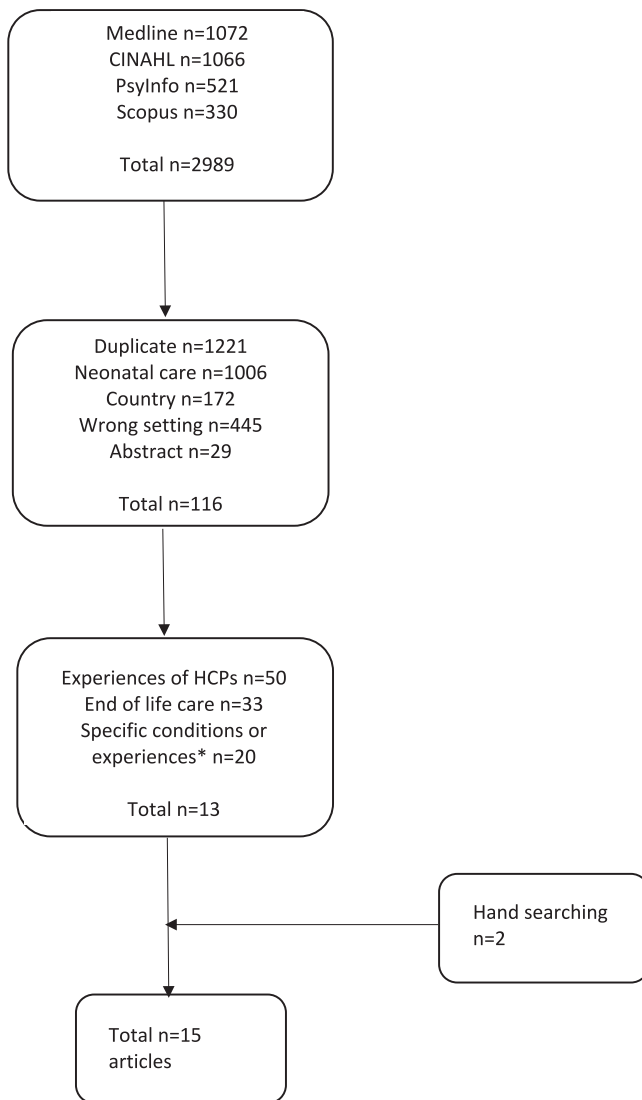 Medline n=1072
CINAHL n=1066
PsyInfo n=521
Scopus n=330
Total n=2989
Duplicate n=1221
Neonatal care n=1006
Country n=172
Wrong setting n=445
Abstract n=29
Total n=116
Experiences of HCPs n=50
End of life care n=33
Specific conditions or
experiences* n=20
Total n=13
Hand searching
n=2
Total n=15
articles